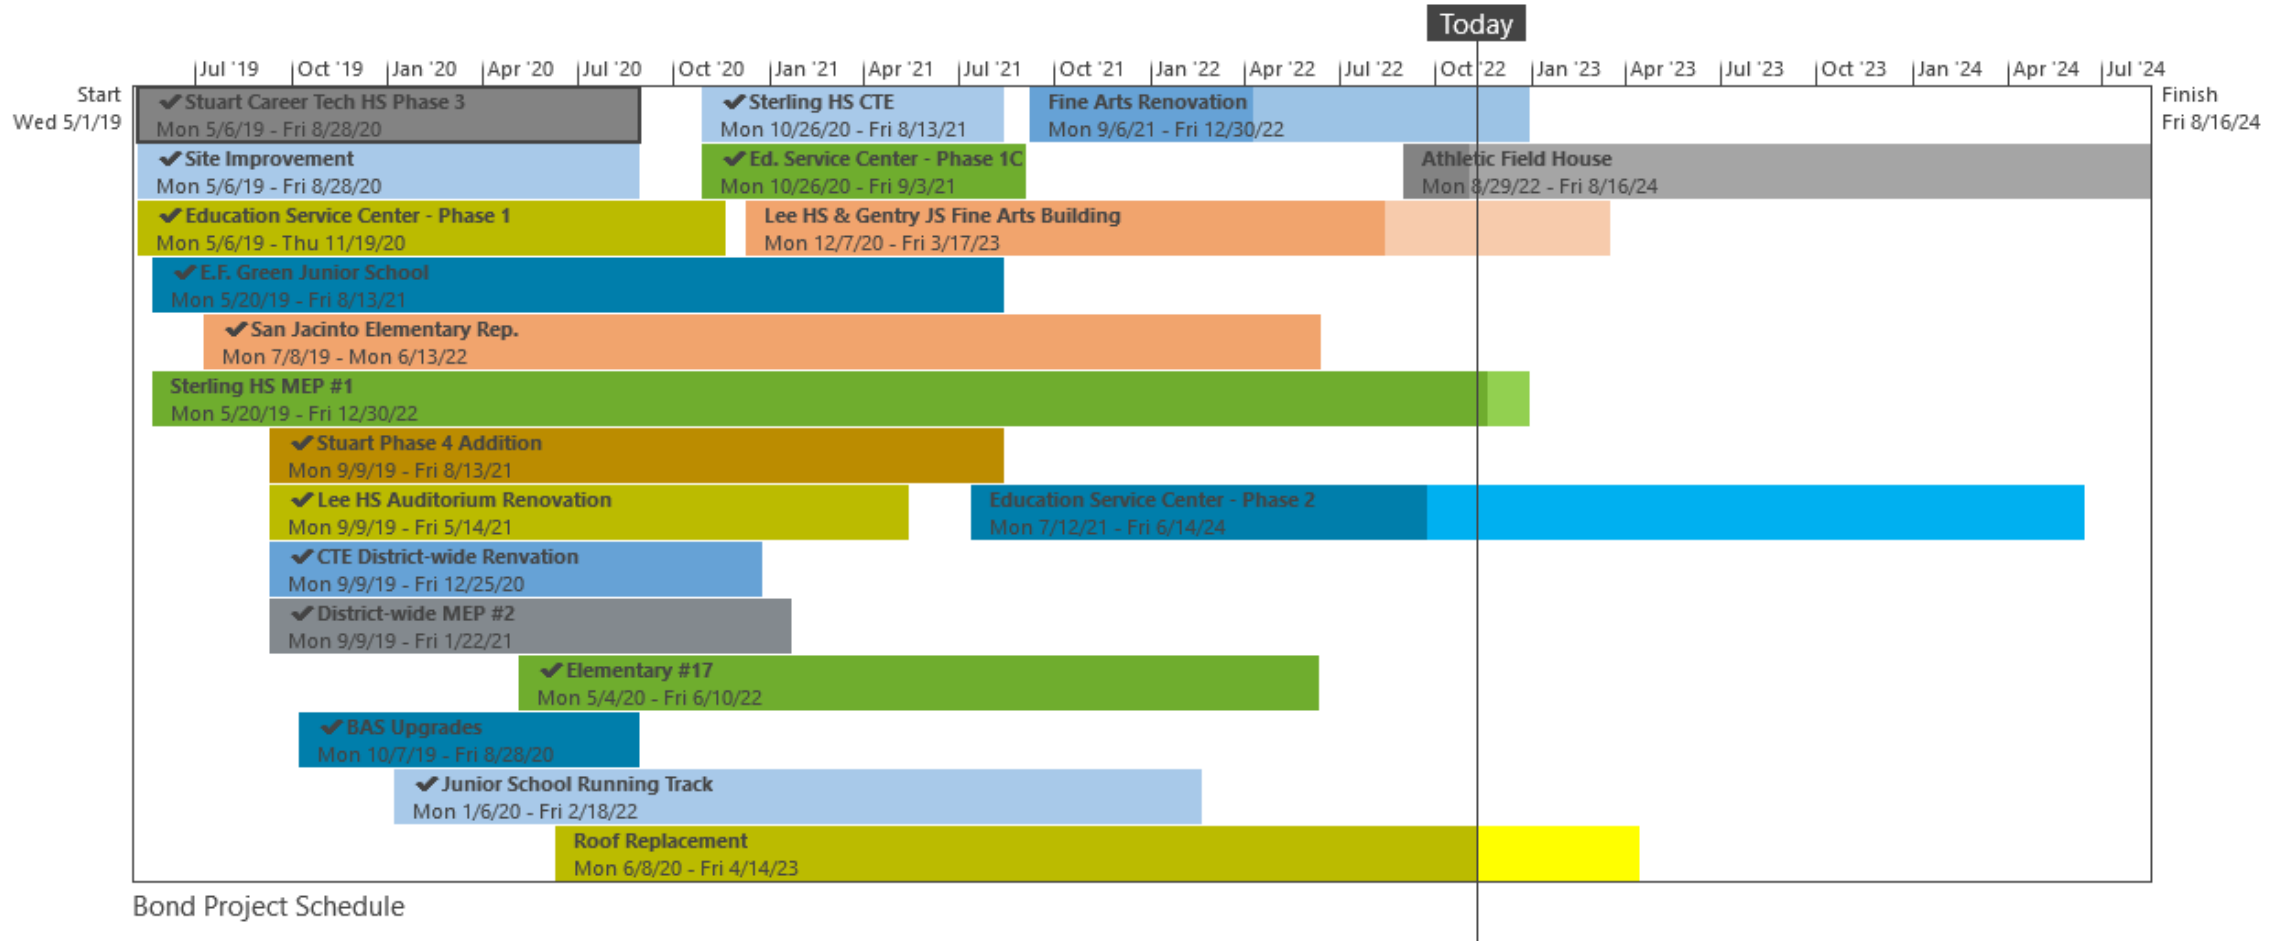 Today
Jul '19 Oct '19 Jan '20 Apr '20 Jul '20 Oct '20 Jan '21 Apr '21 Jul '21 Oct '21 Jan '22 Apr '22 Jul '22 Oct '22 Jan '23 Apr '23 Jul '23 Oct '23 Jan '24 Apr '24 Jul '24
Start
Wed 5/1/19
Finish
Fri 8/16/24
✔Stuart Career Tech HS Phase 3
Mon 5/6/19 - Fri 8/28/20
✔Sterling HS CTE
Mon 10/26/20 - Fri 8/13/21
Fine Arts Renovation
Mon 9/6/21 - Fri 12/30/22
✔Site Improvement
Mon 5/6/19 - Fri 8/28/20
✔Ed. Service Center - Phase 1C
Mon 10/26/20 - Fri 9/3/21
Athletic Field House
Mon 8/29/22 - Fri 8/16/24
✔Education Service Center - Phase 1
Mon 5/6/19 - Thu 11/19/20
Lee HS & Gentry JS Fine Arts Building
Mon 12/7/20 - Fri 3/17/23
✔E.F. Green Junior School
Mon 5/20/19 - Fri 8/13/21
✔San Jacinto Elementary Rep.
Mon 7/8/19 - Mon 6/13/22
Sterling HS MEP #1
Mon 5/20/19 - Fri 12/30/22
✔Stuart Phase 4 Addition
Mon 9/9/19 - Fri 8/13/21
✔Lee HS Auditorium Renovation
Mon 9/9/19 - Fri 5/14/21
Education Service Center - Phase 2
Mon 7/12/21 - Fri 6/14/24
✔CTE District-wide Renvation
Mon 9/9/19 - Fri 12/25/20
✔District-wide MEP #2
Mon 9/9/19 - Fri 1/22/21
✔Elementary #17
Mon 5/4/20 - Fri 6/10/22
✔BAS Upgrades
Mon 10/7/19 - Fri 8/28/20
✔Junior School Running Track
Mon 1/6/20 - Fri 2/18/22
Roof Replacement
Mon 6/8/20 - Fri 4/14/23
Bond Project Schedule